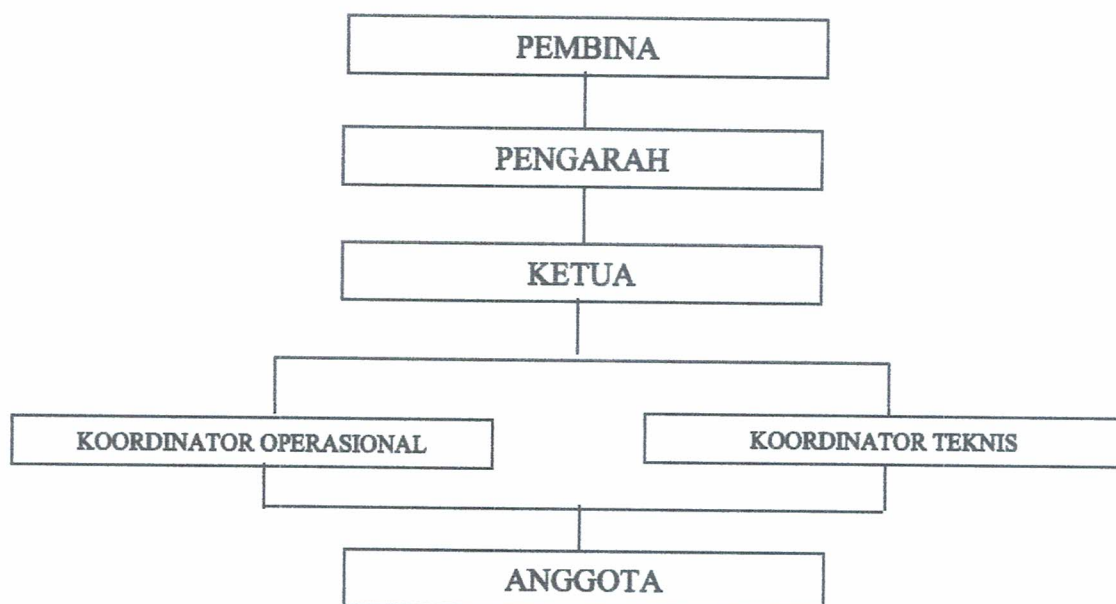 PEMBINA
PENGARAH
KETUA
KOORDINATOR OPERASIONAL
KOORDINATOR TEKNIS
ANGGOTA